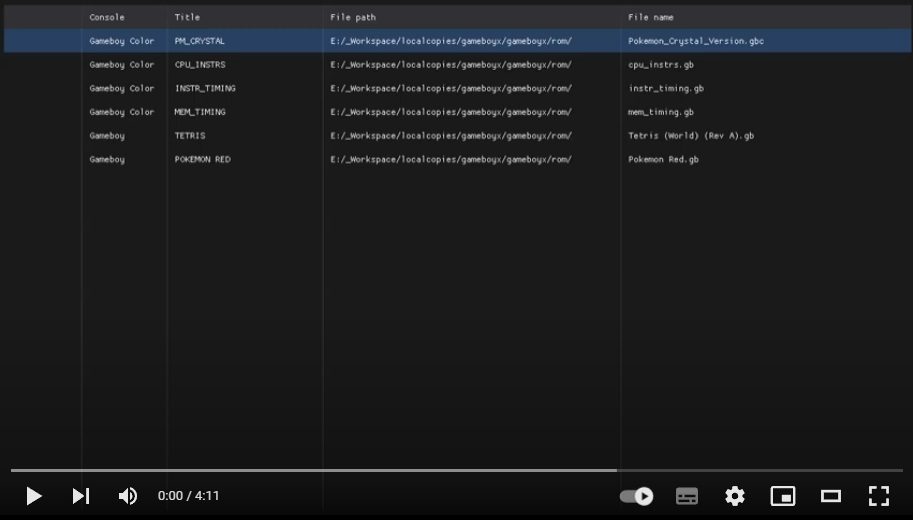 Console Title File path File name
Gameboy Color PM_CRYSTAL E:/_Workspace/localcopies/gameboyx/gameboyx/rom/ Pokemon_Crystal_Version.gbc
Gameboy Color CPU_INSTRS E:/_Workspace/localcopies/gameboyx/gameboyx/rom/ cpu_instrs.gb
Gameboy Color INSTR_TIMING E:/_Workspace/localcopies/gameboyx/gameboyx/rom/ instr_timing.gb
Gameboy Color MEM_TIMING E:/_Workspace/localcopies/gameboyx/gameboyx/rom/ mem_timing.gb
Gameboy TETRIS E:/_Workspace/localcopies/gameboyx/gameboyx/rom/ Tetris (World) (Rev A).gb
Gameboy POKEMON RED E:/_Workspace/localcopies/gameboyx/gameboyx/rom/ Pokemon Red.gb
0:00 / 4:11